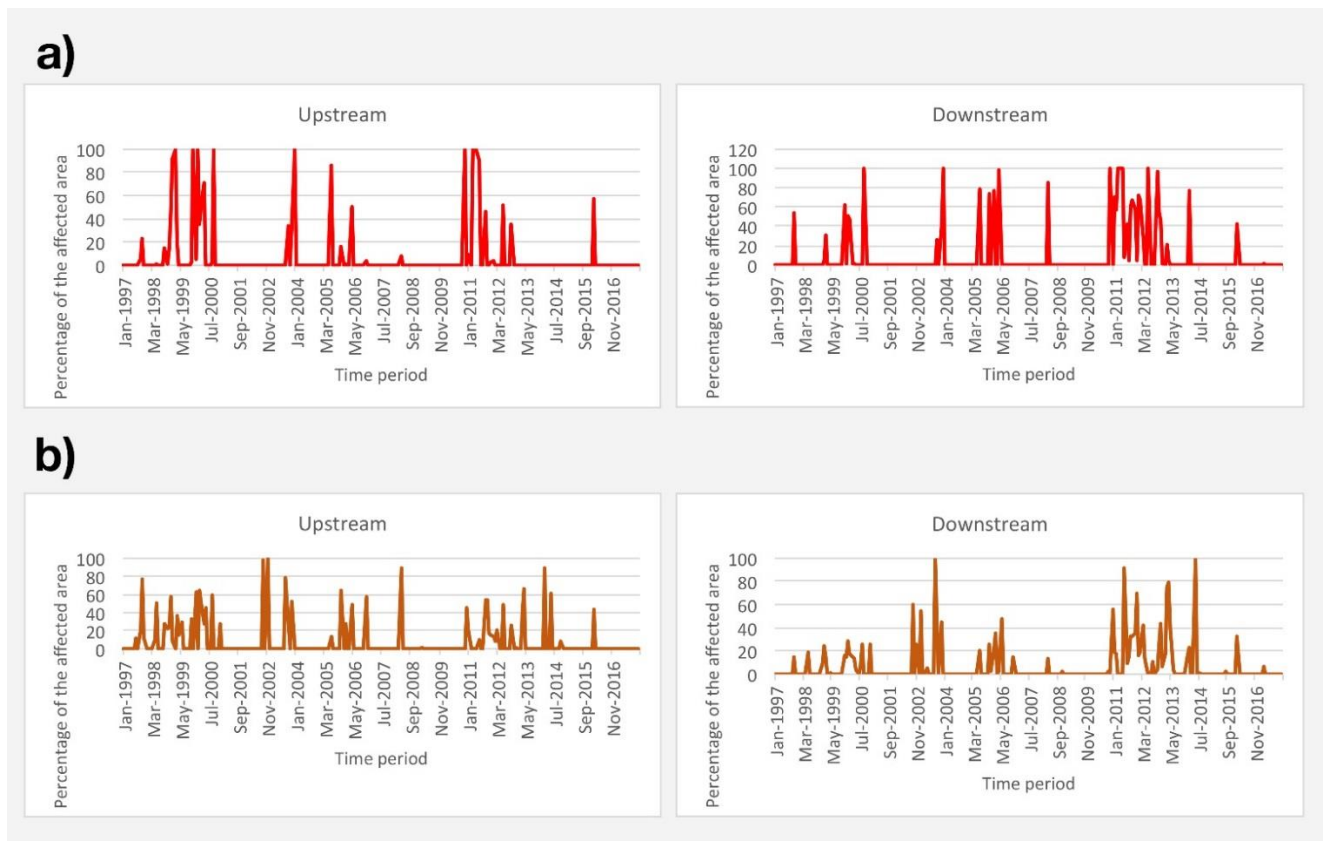 a)
Upstream
Percentage of the affected area
100
80
60
40
20
0
Jan-1997
Mar-1998
May-1999
Jul-2000
Sep-2001
Nov-2002
Jan-2004
Mar-2005
May-2006
Jul-2007
Sep-2008
Nov-2009
Jan-2011
Mar-2012
May-2013
Jul-2014
Sep-2015
Nov-2016
Time period
Downstream
Percentage of the affected area
120
100
80
60
40
20
0
Jan-1997
Mar-1998
May-1999
Jul-2000
Sep-2001
Nov-2002
Jan-2004
Mar-2005
May-2006
Jul-2007
Sep-2008
Nov-2009
Jan-2011
Mar-2012
May-2013
Jul-2014
Sep-2015
Nov-2016
Time period
b)
Upstream
Percentage of the affected area
100
80
60
40
20
0
Jan-1997
Mar-1998
May-1999
Jul-2000
Sep-2001
Nov-2002
Jan-2004
Mar-2005
May-2006
Jul-2007
Sep-2008
Nov-2009
Jan-2011
Mar-2012
May-2013
Jul-2014
Sep-2015
Nov-2016
Time period
Downstream
Percentage of the affected area
100
80
60
40
20
0
Jan-1997
Mar-1998
May-1999
Jul-2000
Sep-2001
Nov-2002
Jan-2004
Mar-2005
May-2006
Jul-2007
Sep-2008
Nov-2009
Jan-2011
Mar-2012
May-2013
Jul-2014
Sep-2015
Nov-2016
Time period